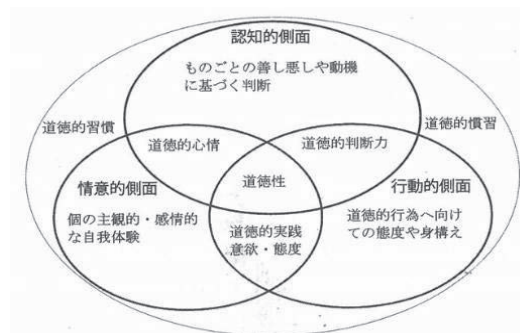 認知的側面
ものごとの善し悪しや動機
に基づく判断
道徳的習慣
道徳的慣習
道徳的心情
道徳的判断力
道徳性
情意的側面
行動的側面
個の主観的・感情的
な自我体験
道徳的実践
意欲・態度
道徳的行為へ向け
ての態度や身構え